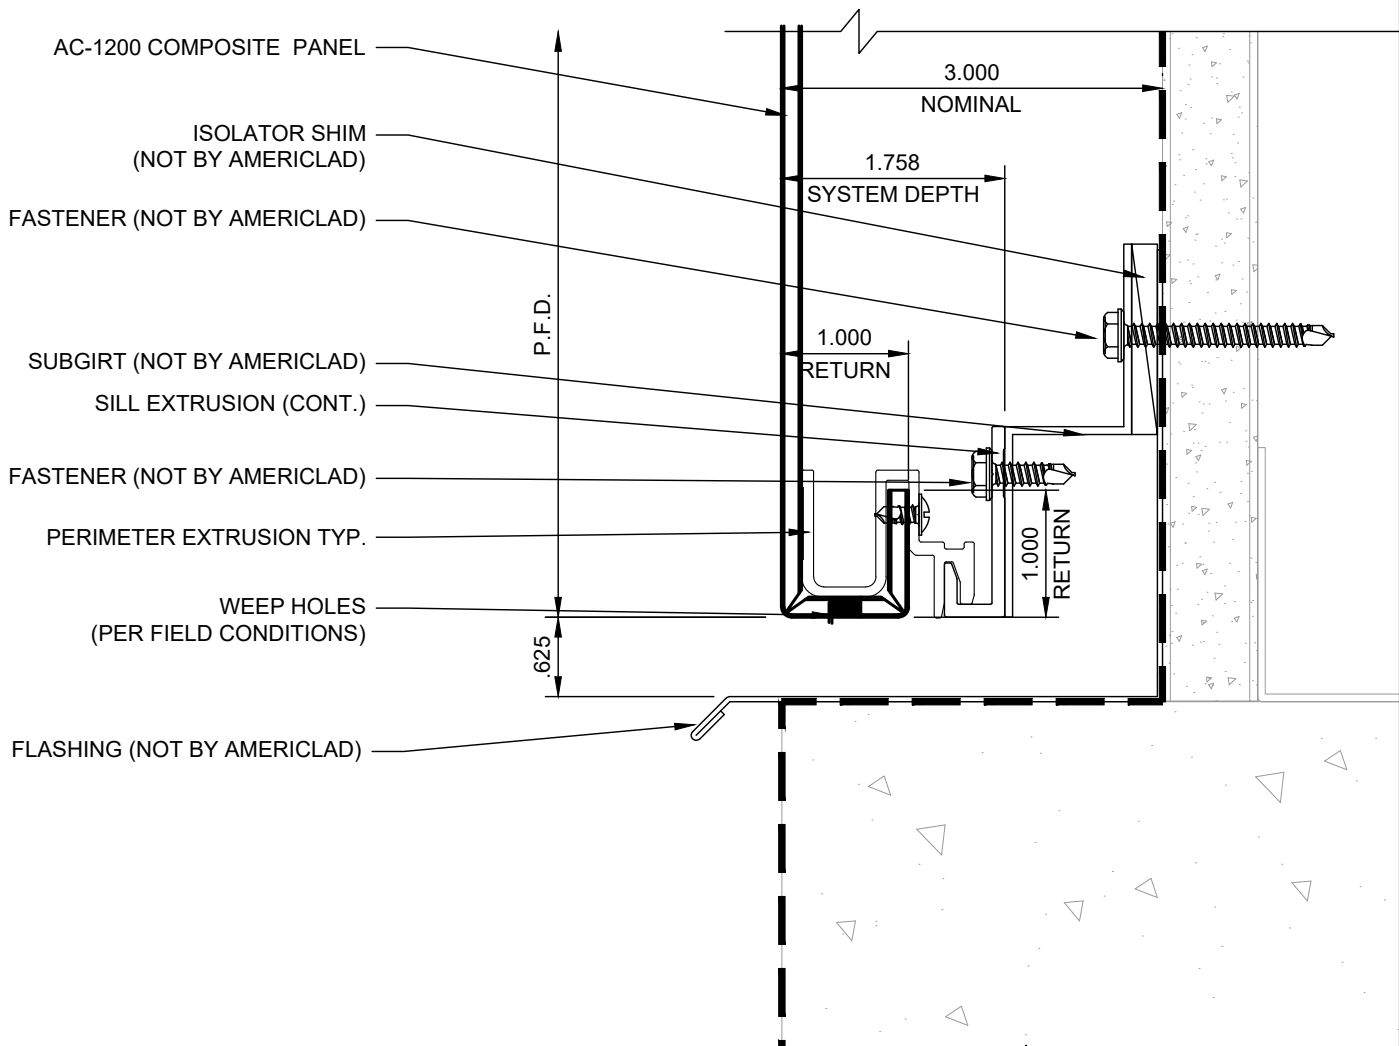 AC-1200 COMPOSITE  PANEL
ISOLATOR SHIM
(NOT BY AMERICLAD)
FASTENER (NOT BY AMERICLAD)
SUBGIRT (NOT BY AMERICLAD)
SILL EXTRUSION (CONT.)
FASTENER (NOT BY AMERICLAD)
PERIMETER EXTRUSION TYP.
WEEP HOLES
(PER FIELD CONDITIONS)
FLASHING (NOT BY AMERICLAD)
P.F.D.
.625
3.000
NOMINAL
1.758
SYSTEM DEPTH
1.000
RETURN
1.000
RETURN